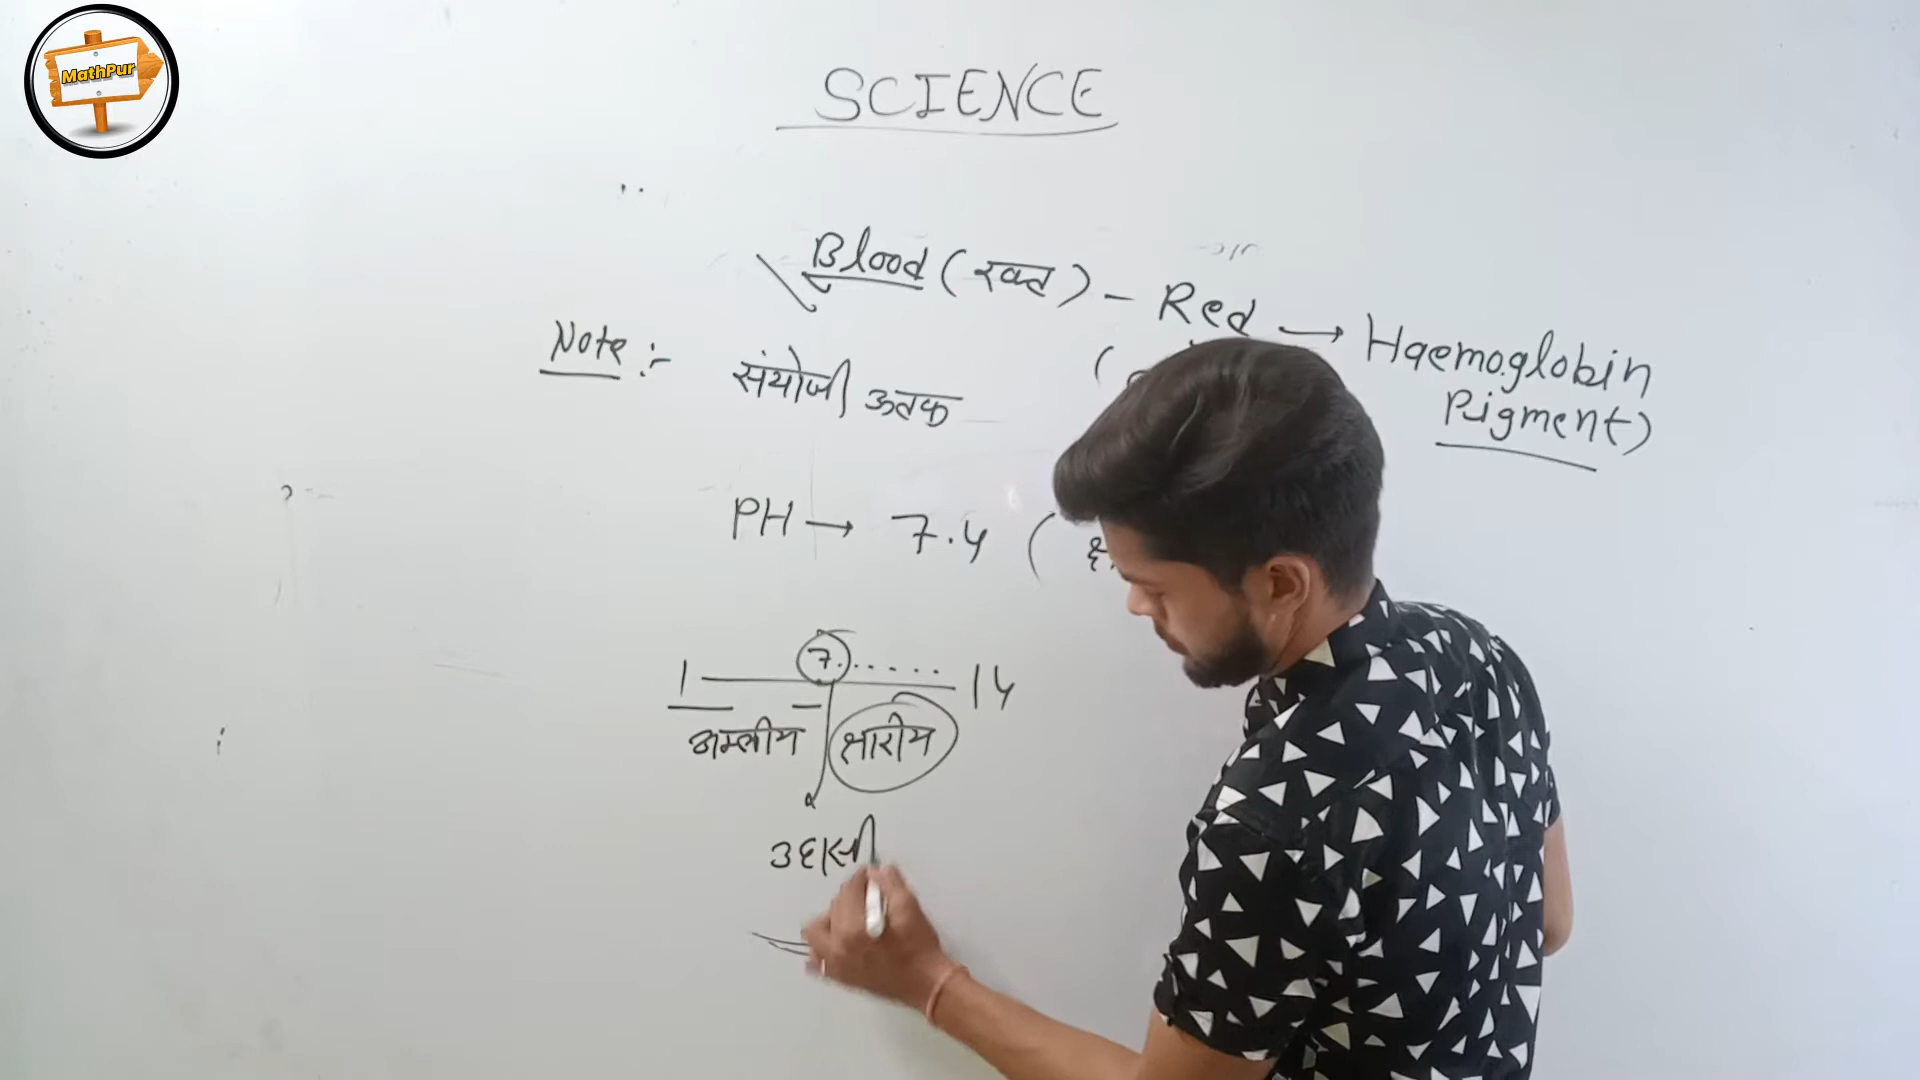 MathPur
SCIENCE
Blood (रक्त) - Red → Haemoglobin
Pigment)
Note :- संयोजी ऊतक
PH → 7.4 (
1 7. ..... 14
अम्लीय क्षारीय
उदासी